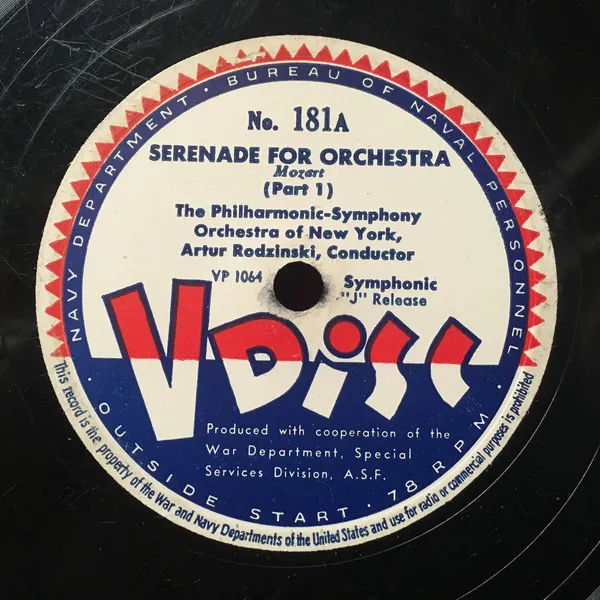 NAVY DEPARTMENT · BUREAU OF NAVAL PERSONNEL
No. 181A
SERENADE FOR ORCHESTRA
Mozart
(Part 1)
The Philharmonic-Symphony
Orchestra of New York,
Artur Rodzinski, Conductor
VP 1064
Symphonic
"J" Release
V DiSC
Produced with cooperation of the
War Department, Special
Services Division, A.S.F.
· OUTSIDE START · 78 RPM ·
This record is the property of the War and Navy Departments of the United States and use for radio or commercial purposes is prohibited